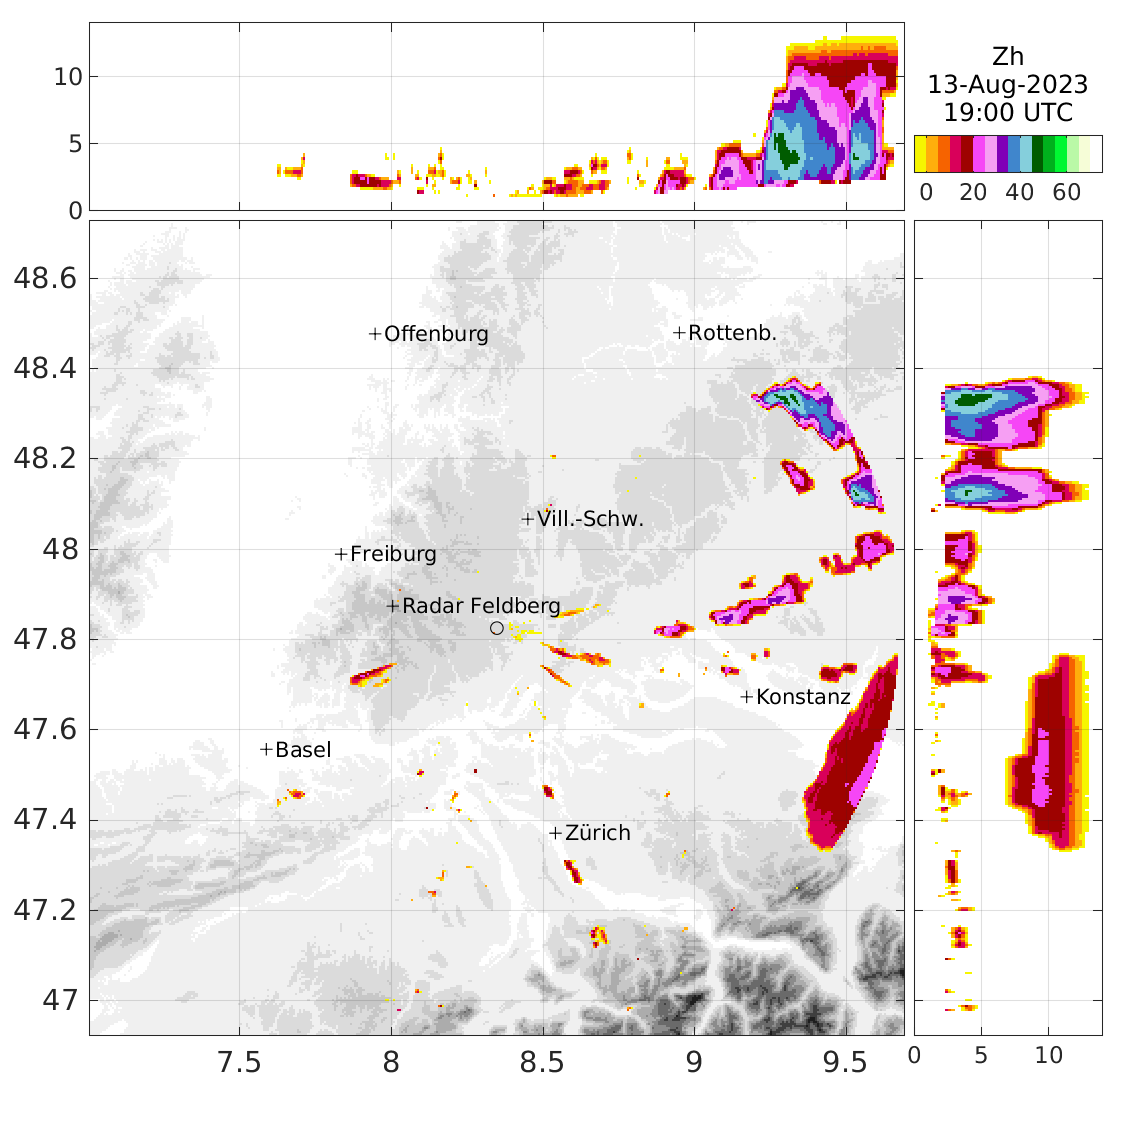 10
5
0
Zh
13-Aug-2023
19:00 UTC
0 20 40 60
48.6
48.4
48.2
48
47.8
47.6
47.4
47.2
47
+Offenburg
+Rottenb.
+Vill.-Schw.
+Freiburg
+Radar Feldberg
+Konstanz
+Basel
+Zürich
7.5 8 8.5 9 9.5
0 5 10